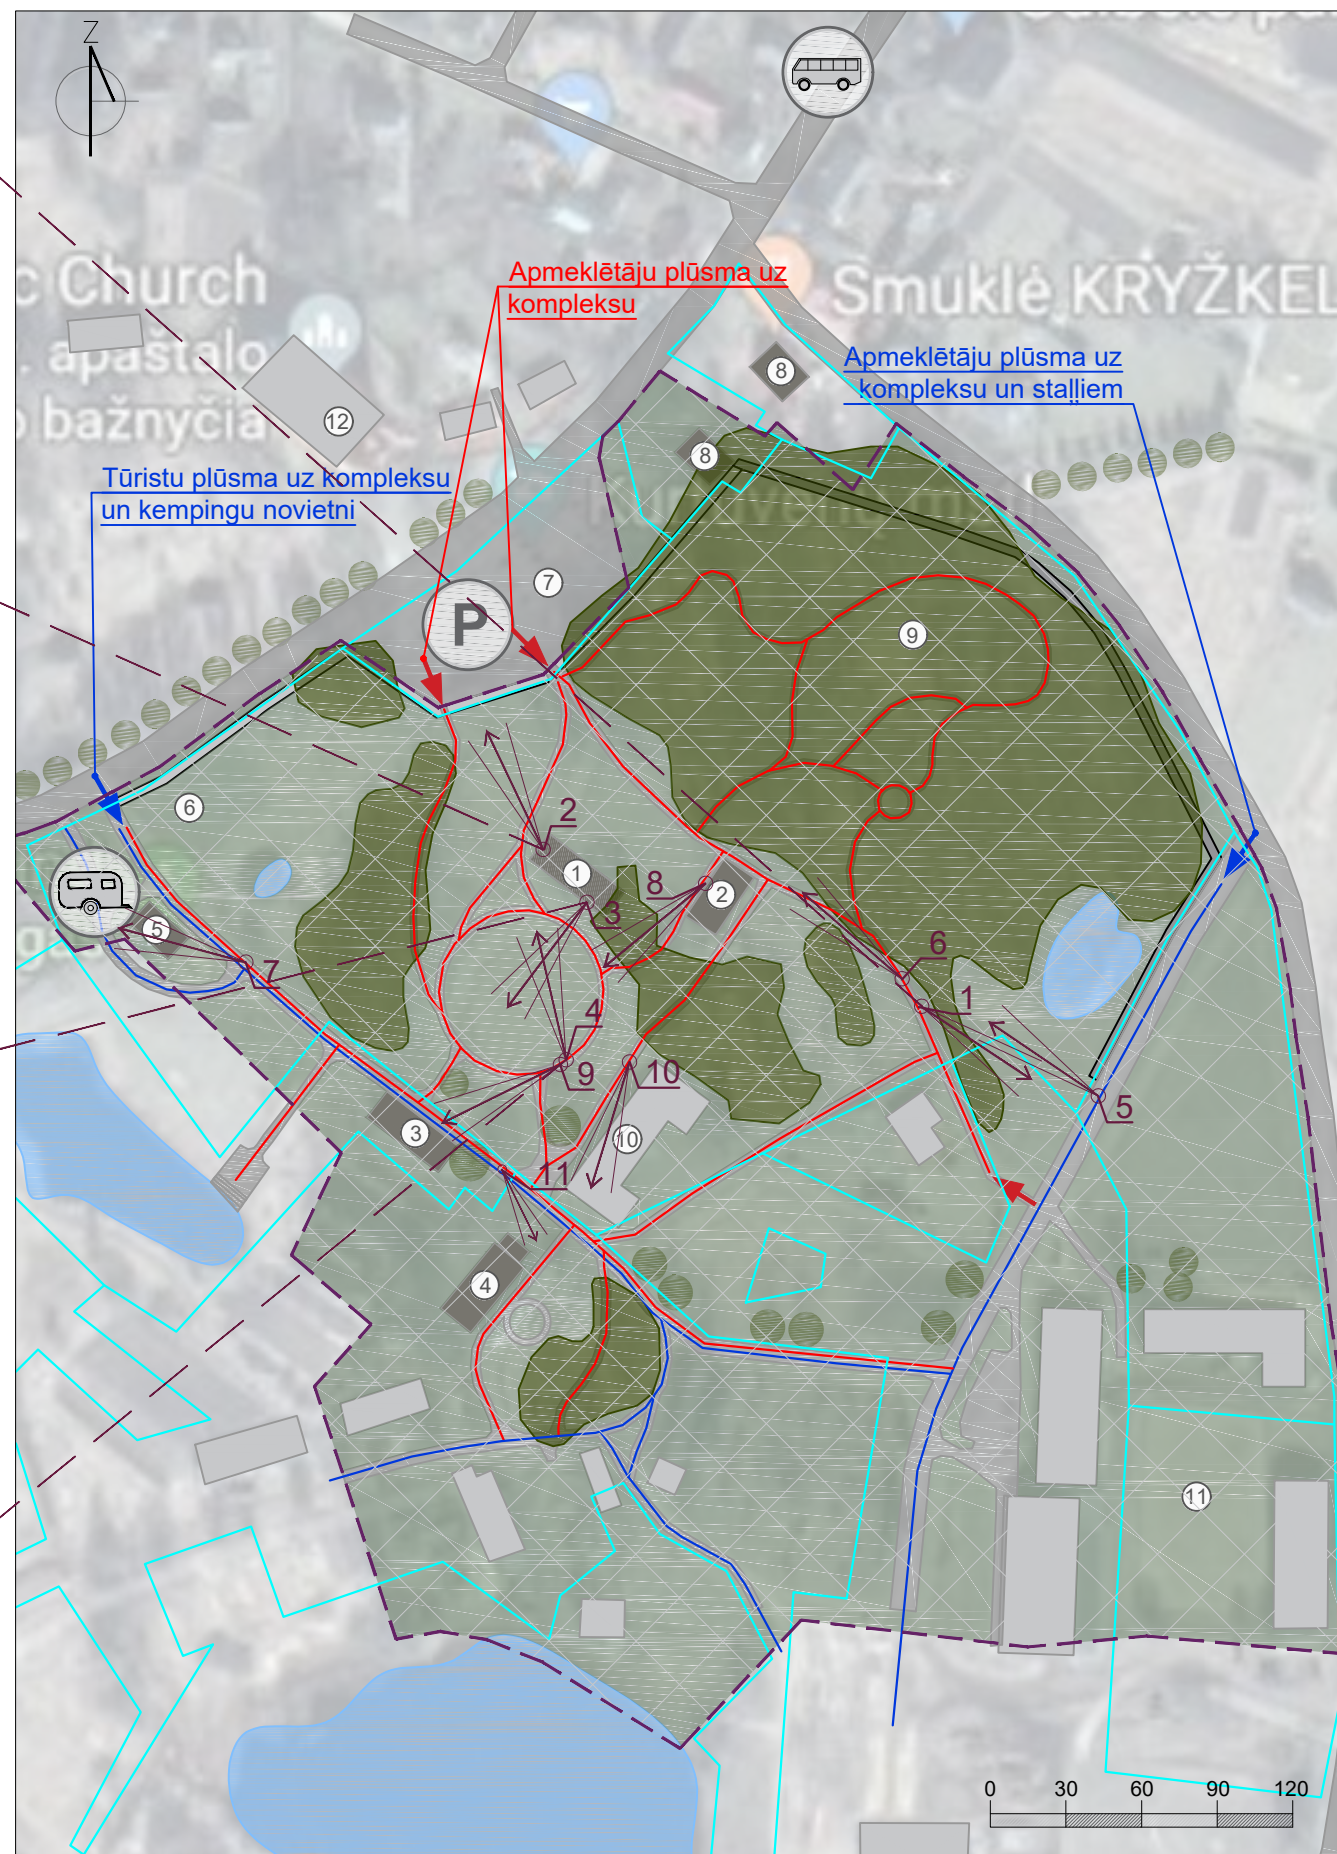 Z
Apmeklētāju plūsma uz
kompleksu
c Church
apaštalo
o bažnyčia
Smuklė KRYŽKEL
Apmeklētāju plūsma uz
kompleksu un staļļiem
8
12
8
Tūristu plūsma uz kompleksu
un kempingu novietni
7
P
9
6
2
1
8
2
3
5
7
6
1
4
9
10
5
3
10
11
4
11
0 30 60 90 120